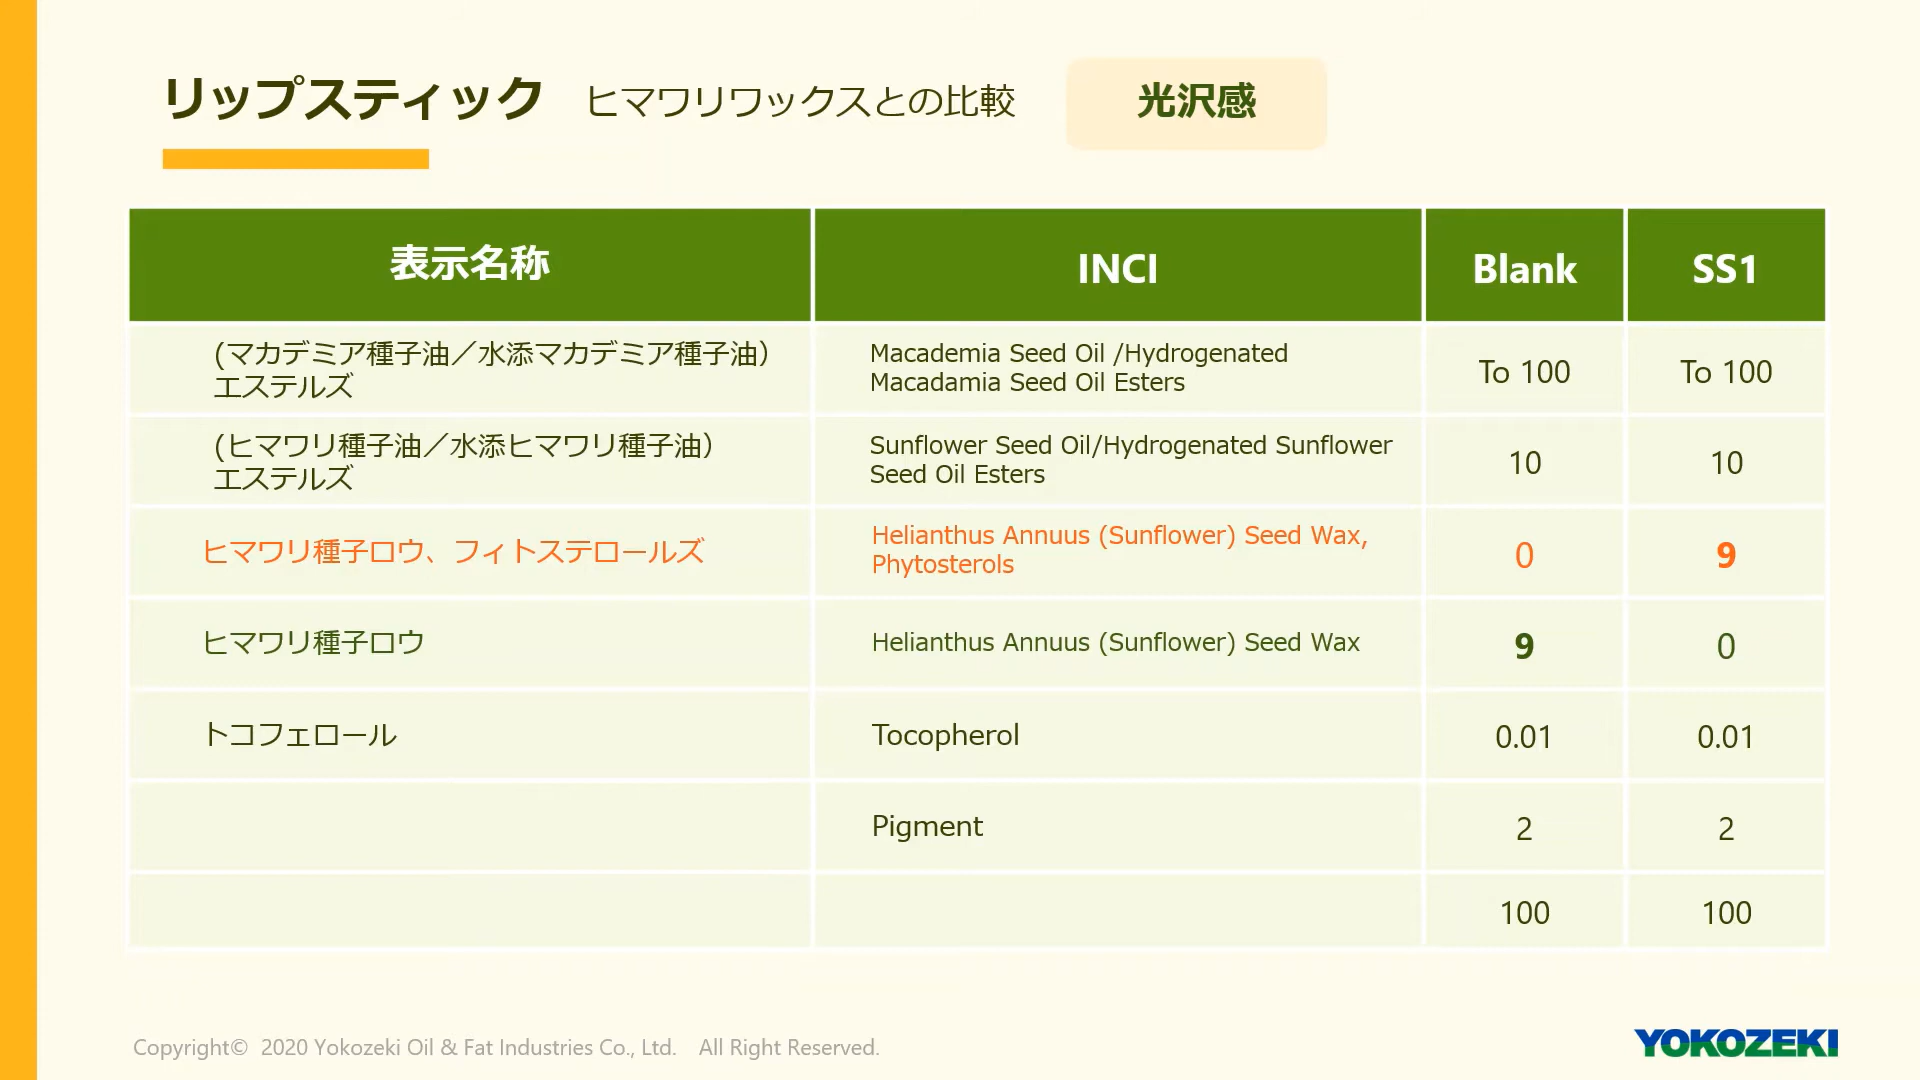 リップスティック ヒマワリワックスとの比較 光沢感
表示名称 INCI Blank SS1
(マカデミア種子油／水添マカデミア種子油）
エステルズ
Macademia Seed Oil /Hydrogenated
Macadamia Seed Oil Esters
To 100 To 100
(ヒマワリ種子油／水添ヒマワリ種子油）
エステルズ
Sunflower Seed Oil/Hydrogenated Sunflower
Seed Oil Esters
10 10
ヒマワリ種子ロウ、フィトステロールズ
Helianthus Annuus (Sunflower) Seed Wax,
Phytosterols
0 9
ヒマワリ種子ロウ Helianthus Annuus (Sunflower) Seed Wax 9 0
トコフェロール Tocopherol 0.01 0.01
Pigment 2 2
100 100
Copyright© 2020 Yokozeki Oil & Fat Industries Co., Ltd. All Right Reserved.
YOKOZEKI